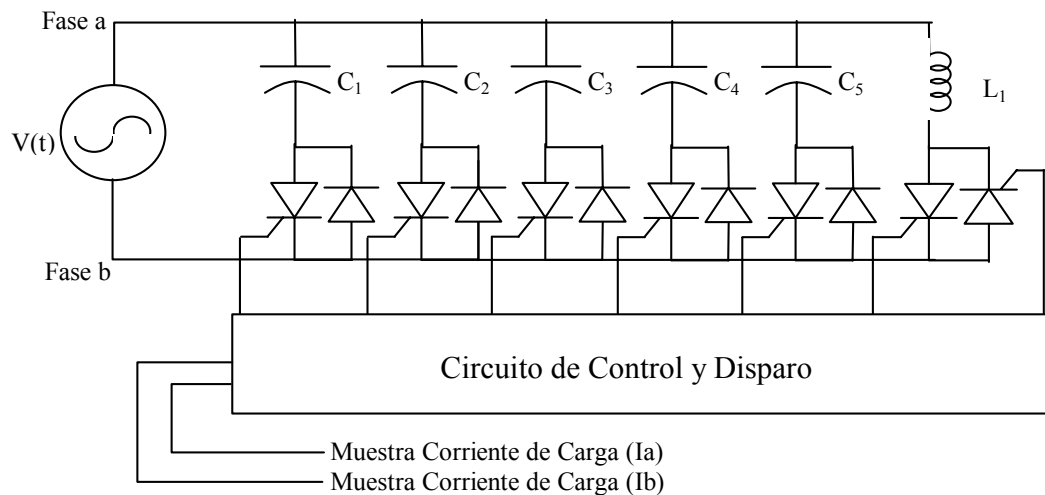 Fase a
C1
C2
C3
C4
C5
L1
V(t)
Fase b
Circuito de Control y Disparo
Muestra Corriente de Carga (Ia)
Muestra Corriente de Carga (Ib)